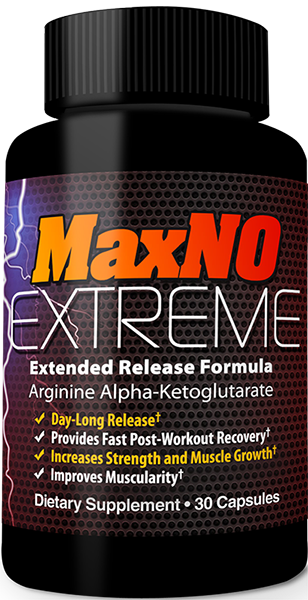 MaxNO
EXTREME
Extended Release Formula
Arginine Alpha-Ketoglutarate
✓ Day-Long Release†
✓ Provides Fast Post-Workout Recovery†
✓ Increases Strength and Muscle Growth†
✓ Improves Muscularity†
Dietary Supplement • 30 Capsules